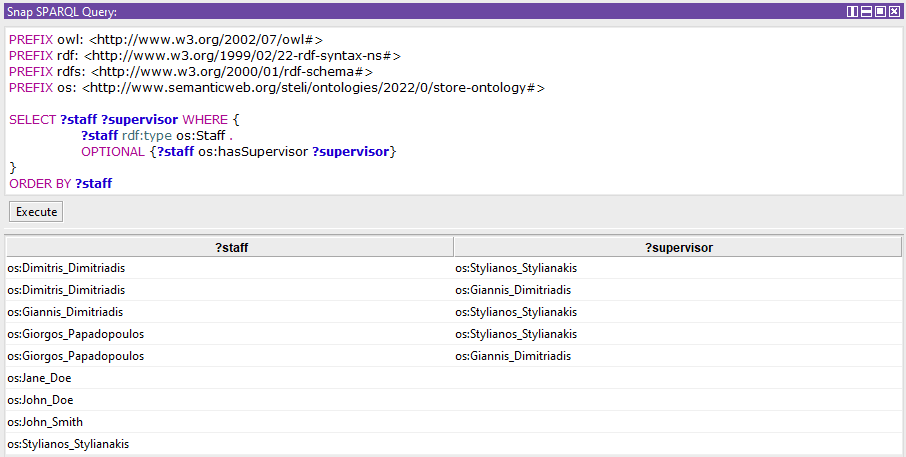 Snap SPARQL Query:
PREFIX owl: <http://www.w3.org/2002/07/owl#>
PREFIX rdf: <http://www.w3.org/1999/02/22-rdf-syntax-ns#>
PREFIX rdfs: <http://www.w3.org/2000/01/rdf-schema#>
PREFIX os: <http://www.semanticweb.org/steli/ontologies/2022/0/store-ontology#>
SELECT ?staff ?supervisor WHERE {
?staff rdf:type os:Staff .
OPTIONAL {?staff os:hasSupervisor ?supervisor}
}
ORDER BY ?staff
Execute
?staff ?supervisor
os:Dimitris_Dimitriadis os:Stylianos_Stylianakis
os:Dimitris_Dimitriadis os:Giannis_Dimitriadis
os:Giannis_Dimitriadis os:Stylianos_Stylianakis
os:Giorgos_Papadopoulos os:Stylianos_Stylianakis
os:Giorgos_Papadopoulos os:Giannis_Dimitriadis
os:Jane_Doe
os:John_Doe
os:John_Smith
os:Stylianos_Stylianakis